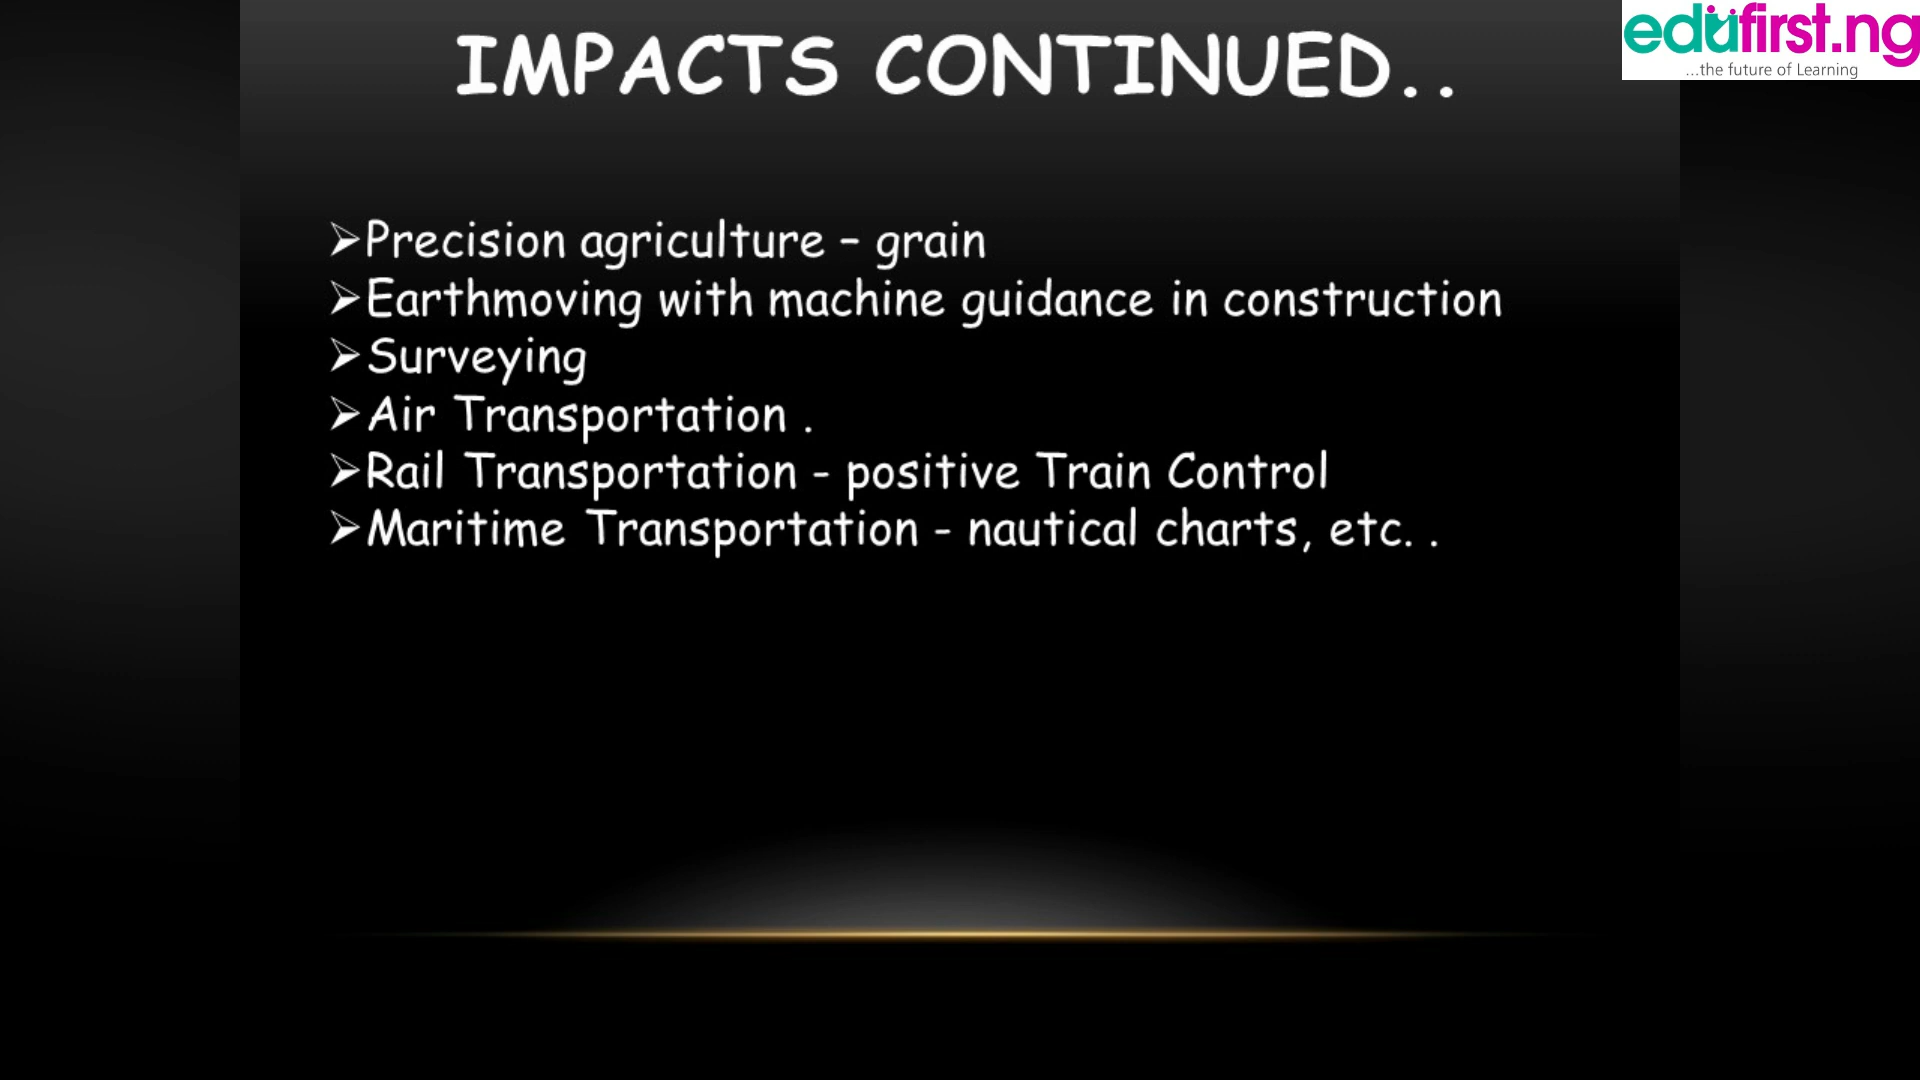 edufirst.ng
...the future of Learning
IMPACTS CONTINUED..
➢Precision agriculture – grain
➢Earthmoving with machine guidance in construction
➢Surveying
➢Air Transportation .
➢Rail Transportation - positive Train Control
➢Maritime Transportation - nautical charts, etc. .